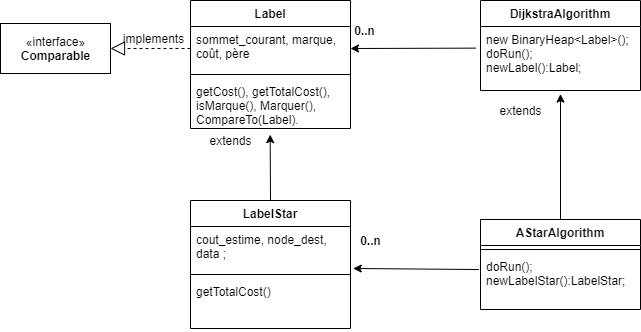 Label
DijkstraAlgorithm
implements
0..n
«interface»
Comparable
sommet_courant, marque,
coût, père
new BinaryHeap<Label>();
doRun();
newLabel():Label;
getCost(), getTotalCost(),
isMarque(), Marquer(),
CompareTo(Label).
extends
extends
LabelStar
AStarAlgorithm
cout_estime, node_dest,
data ;
0..n
doRun();
newLabelStar():LabelStar;
getTotalCost()